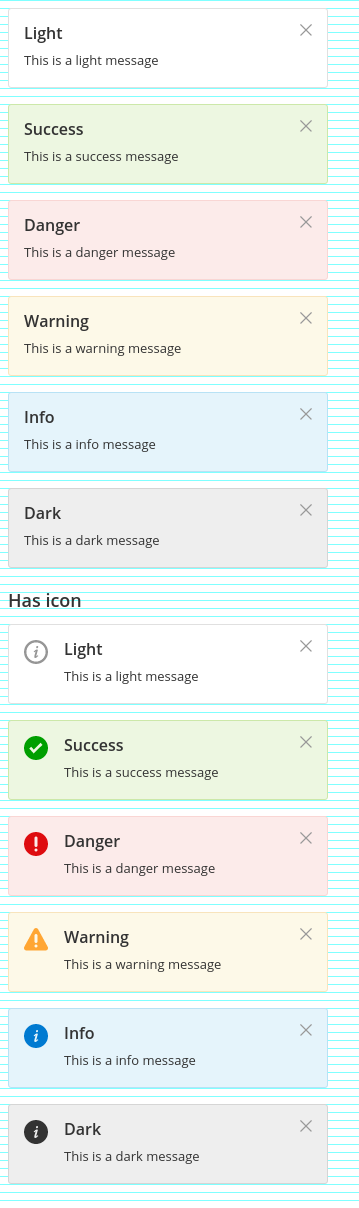 Light
This is a light message
Success
This is a success message
Danger
This is a danger message
Warning
This is a warning message
Info
This is a info message
Dark
This is a dark message
Has icon
Light
This is a light message
Success
This is a success message
Danger
This is a danger message
Warning
This is a warning message
Info
This is a info message
Dark
This is a dark message